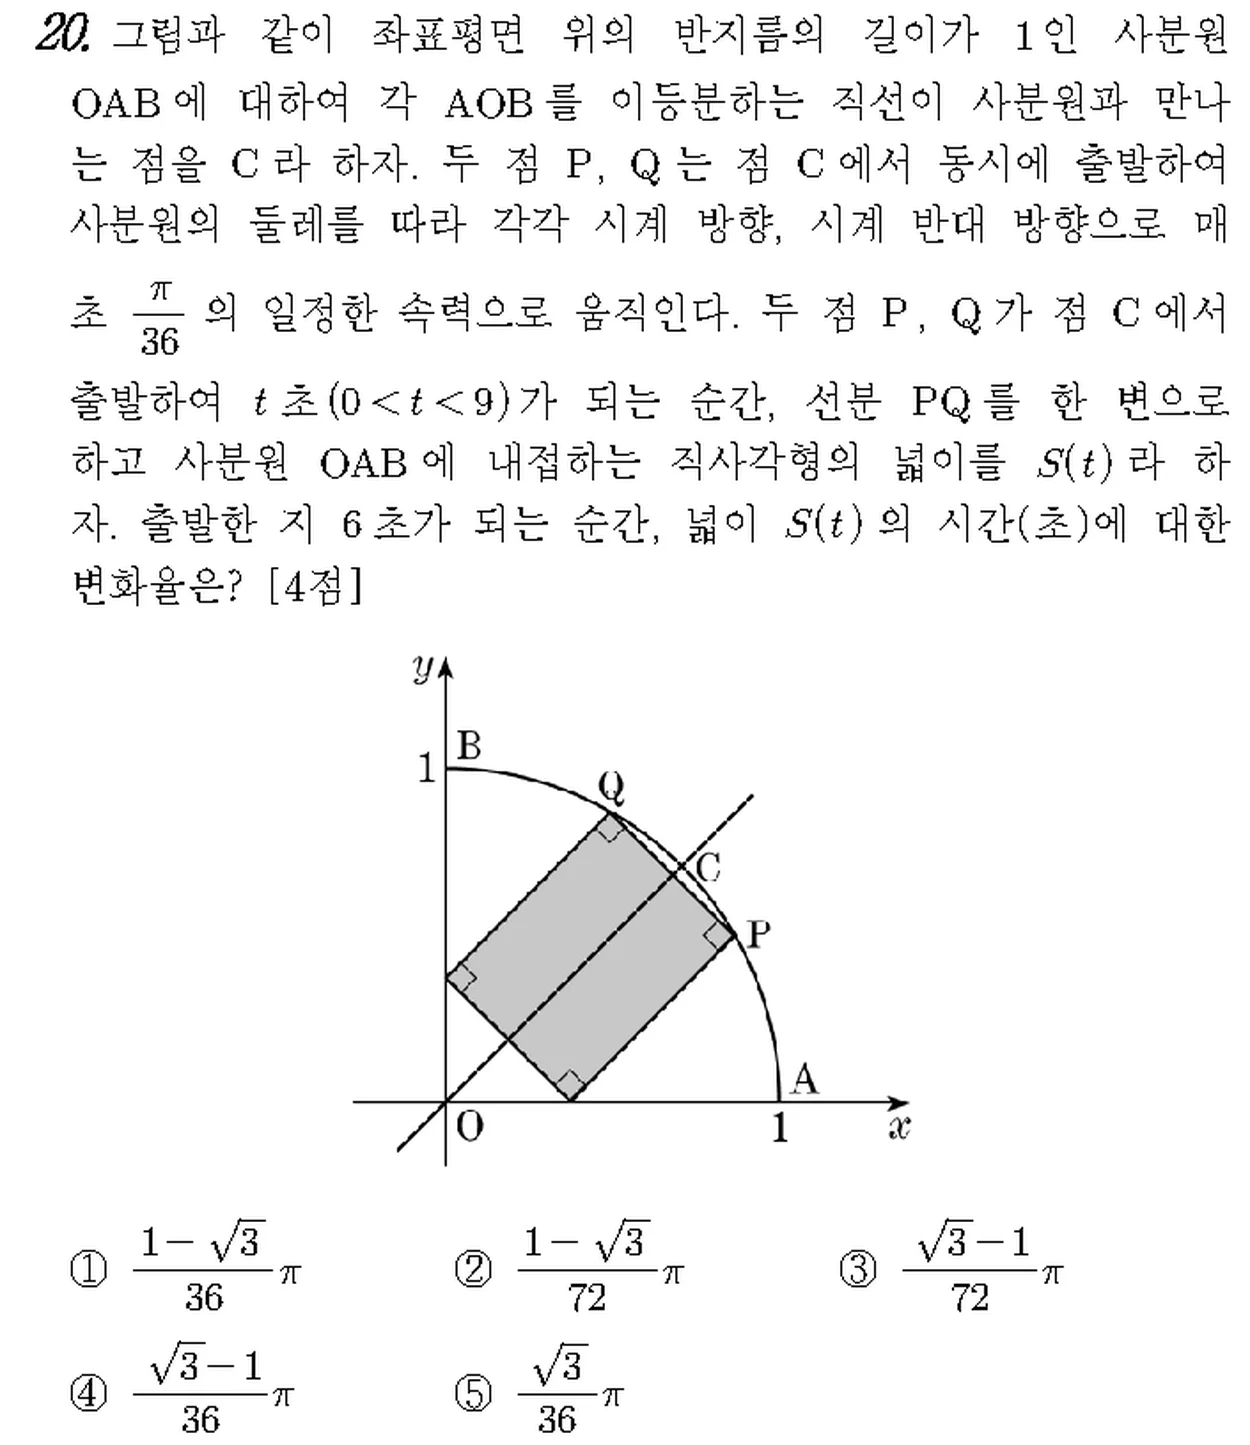 20. 그림과 같이 좌표평면 위의 반지름의 길이가 1인 사분원
OAB에 대하여 각 AOB를 이등분하는 직선이 사분원과 만나
는 점을 C라 하자. 두 점 P, Q는 점 C에서 동시에 출발하여
사분원의 둘레를 따라 각각 시계 방향, 시계 반대 방향으로 매
초 π/36 의 일정한 속력으로 움직인다. 두 점 P, Q가 점 C에서
출발하여 t초(0<t<9)가 되는 순간, 선분 PQ를 한 변으로
하고 사분원 OAB에 내접하는 직사각형의 넓이를 S(t)라 하
자. 출발한 지 6초가 되는 순간, 넓이 S(t)의 시간(초)에 대한
변화율은? [4점]
y
B
1
Q
C
P
A
O
1
x
① (1-√3)/36 π ② (1-√3)/72 π ③ (√3-1)/72 π
④ (√3-1)/36 π ⑤ √3/36 π